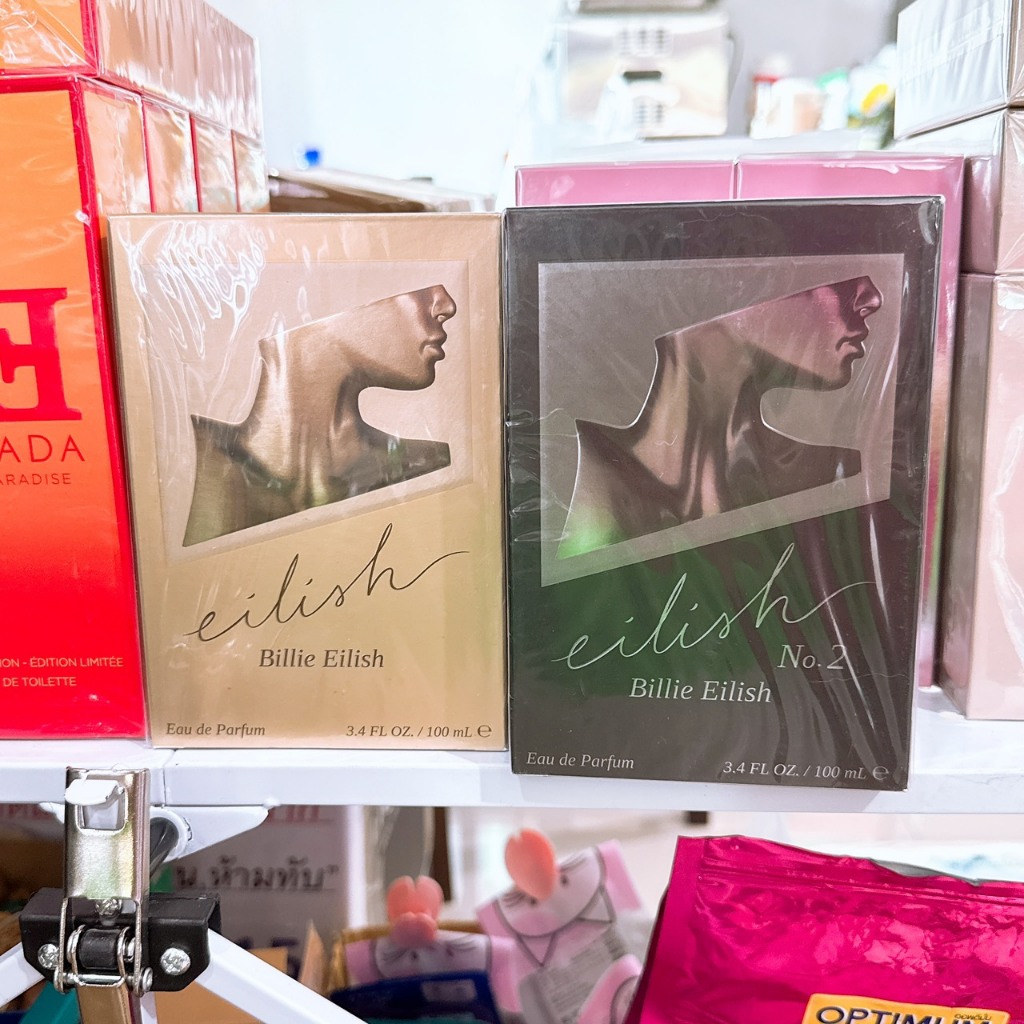 E
ADA
ARADISE
ION - ÉDITION LIMITÉE
DE TOILETTE
eilish
Billie Eilish
Eau de Parfum
3.4 FL OZ. / 100 mL ℮
eilish
No. 2
Billie Eilish
Eau de Parfum
3.4 FL OZ. / 100 mL ℮
น.ห้ามทับ"
OPTIMU